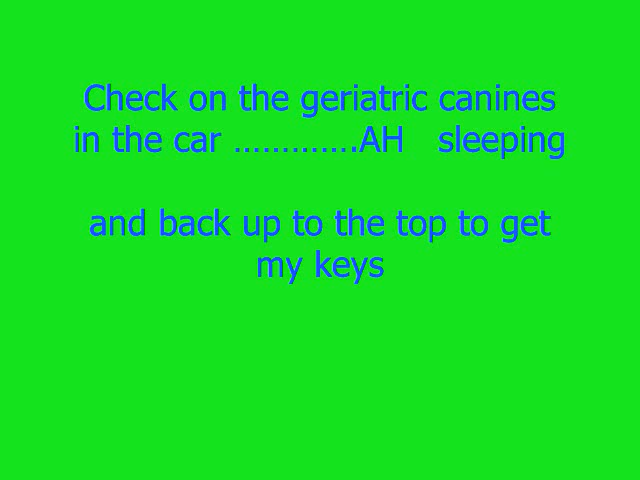 Check on the geriatric canines
in the car .............AH   sleeping
and back up to the top to get
my keys